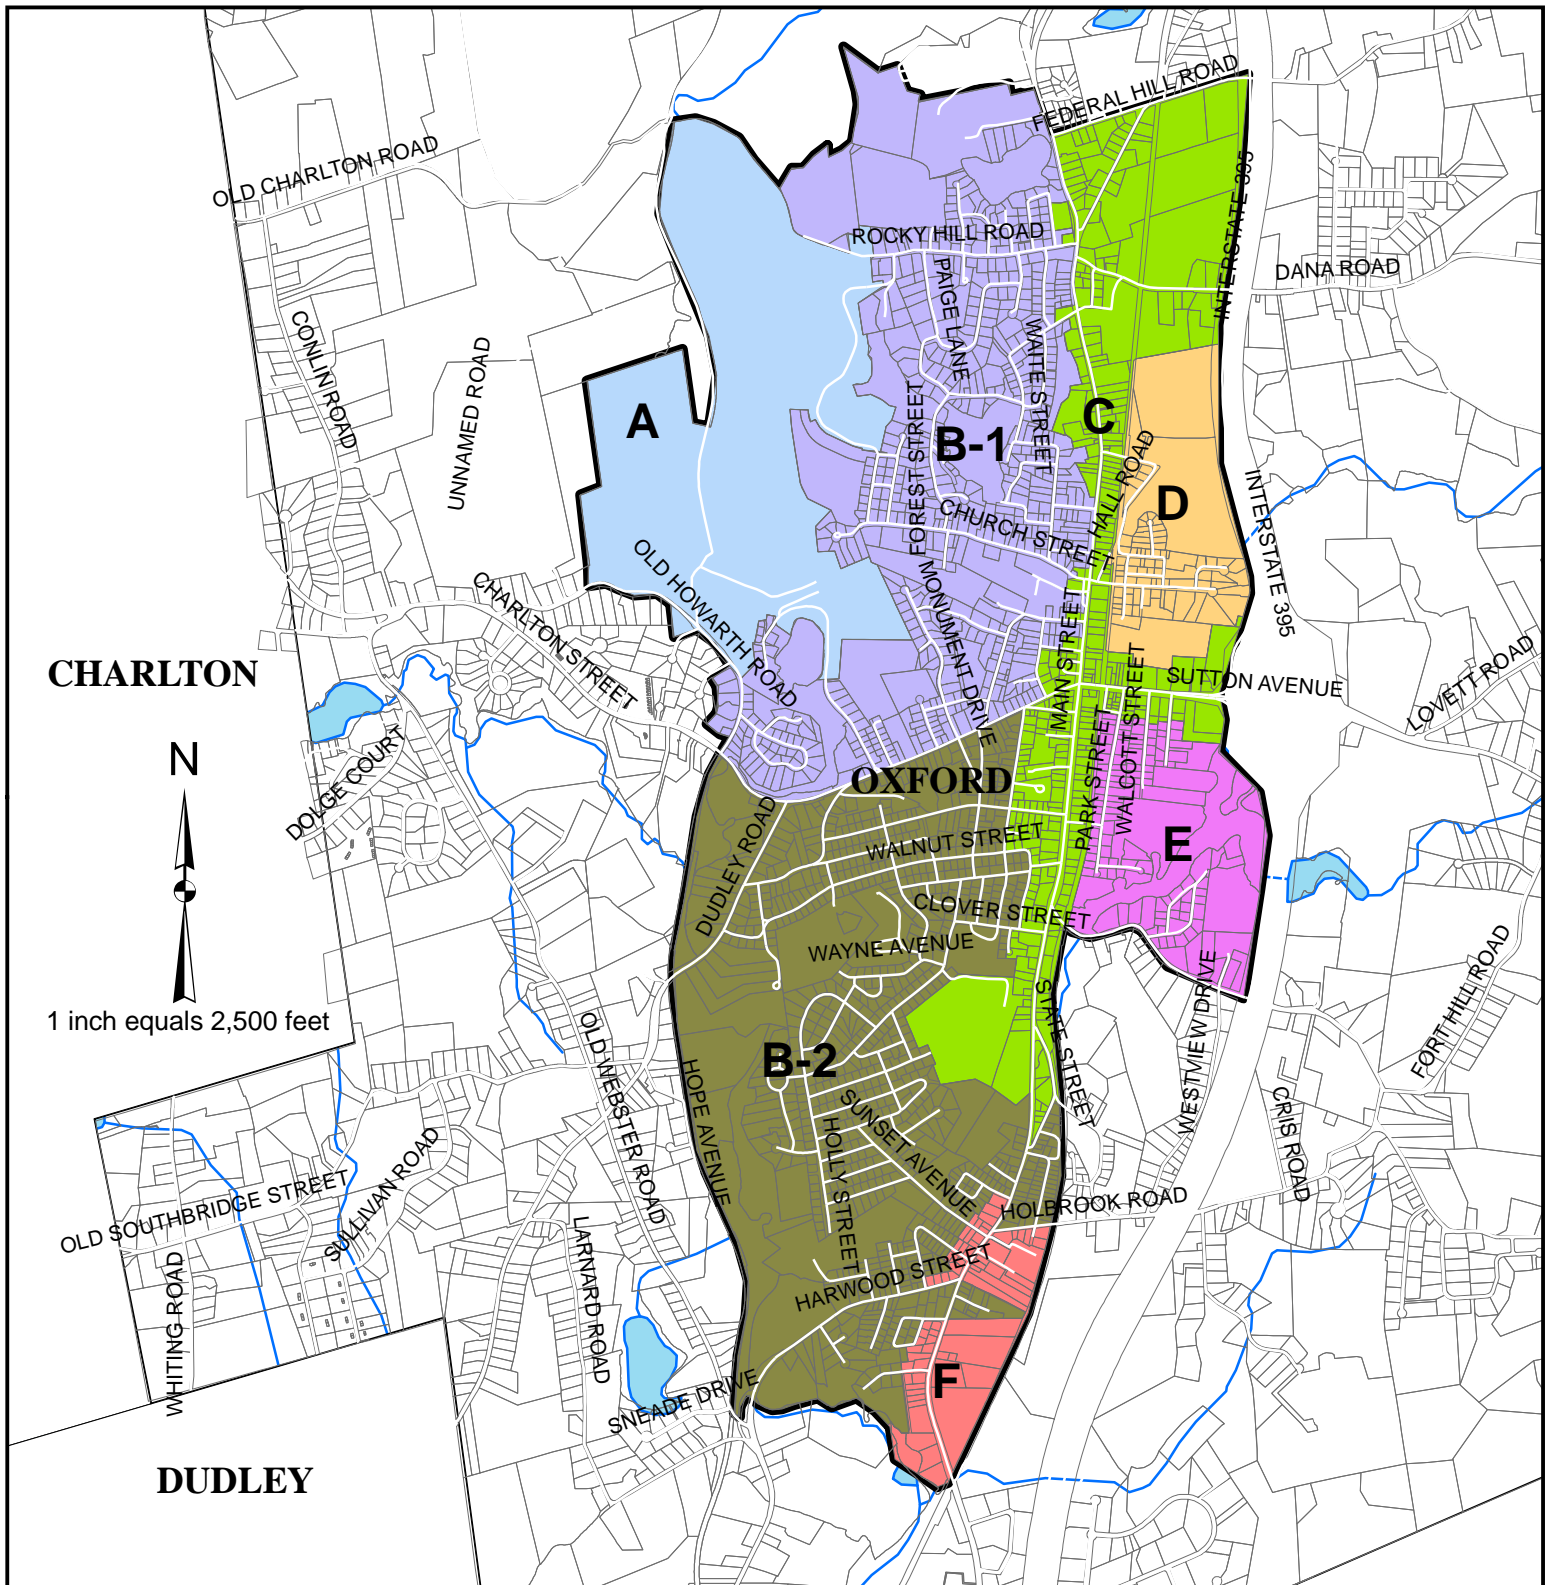 FEDERAL HILL ROAD
OLD CHARLTON ROAD
INTERSTATE 395
ROCKY HILL ROAD
DANA ROAD
PAIGE LANE
CONLIN ROAD
WAITE STREET
UNNAMED ROAD
A
C
FOREST STREET
B-1
HALL ROAD
D
INTERSTATE 395
CHURCH STREET
OLD HOWARTH ROAD
CHARLTON STREET
MONUMENT DRIVE
MAIN STREET
WALCOTT STREET
CHARLTON
SUTTON AVENUE
LOVETT ROAD
N
DOLGE COURT
OXFORD
PARK STREET
WALNUT STREET
E
DUDLEY ROAD
CLOVER STREET
WAYNE AVENUE
WESTVIEW DRIVE
FORT HILL ROAD
1 inch equals 2,500 feet
STATE STREET
OLD WEBSTER ROAD
B-2
HOPE AVENUE
SUNSET AVENUE
CRIS ROAD
HOLLY STREET
SULLIVAN ROAD
OLD SOUTHBRIDGE STREET
HOLBROOK ROAD
LARNARD ROAD
WHITING ROAD
HARWOOD STREET
F
SNEADE DRIVE
DUDLEY